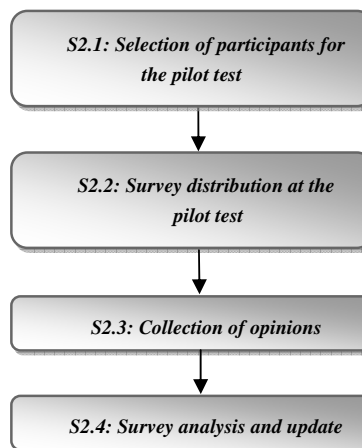 S2.1: Selection of participants for
the pilot test
S2.2: Survey distribution at the
pilot test
S2.3: Collection of opinions
S2.4: Survey analysis and update